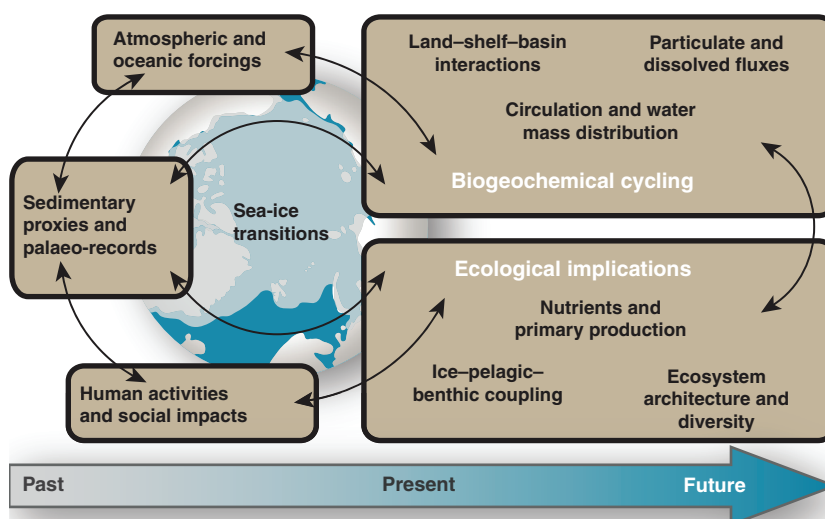 Atmospheric and
oceanic forcings
Land–shelf–basin
interactions
Particulate and
dissolved fluxes
Circulation and water
mass distribution
Biogeochemical cycling
Sedimentary
proxies and
palaeo-records
Sea-ice
transitions
Ecological implications
Nutrients and
primary production
Ice–pelagic–
benthic coupling
Ecosystem
architecture and
diversity
Human activities
and social impacts
Past
Present
Future